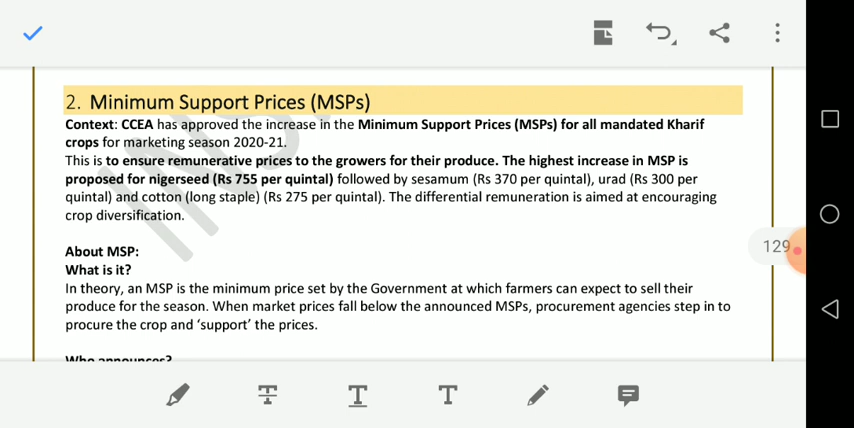 2. Minimum Support Prices (MSPs)
Context: CCEA has approved the increase in the Minimum Support Prices (MSPs) for all mandated Kharif
crops for marketing season 2020-21.
This is to ensure remunerative prices to the growers for their produce. The highest increase in MSP is
proposed for nigerseed (Rs 755 per quintal) followed by sesamum (Rs 370 per quintal), urad (Rs 300 per
quintal) and cotton (long staple) (Rs 275 per quintal). The differential remuneration is aimed at encouraging
crop diversification.
About MSP:
What is it?
129
In theory, an MSP is the minimum price set by the Government at which farmers can expect to sell their
produce for the season. When market prices fall below the announced MSPs, procurement agencies step in to
procure the crop and ‘support’ the prices.
Who announces?
T
T
T